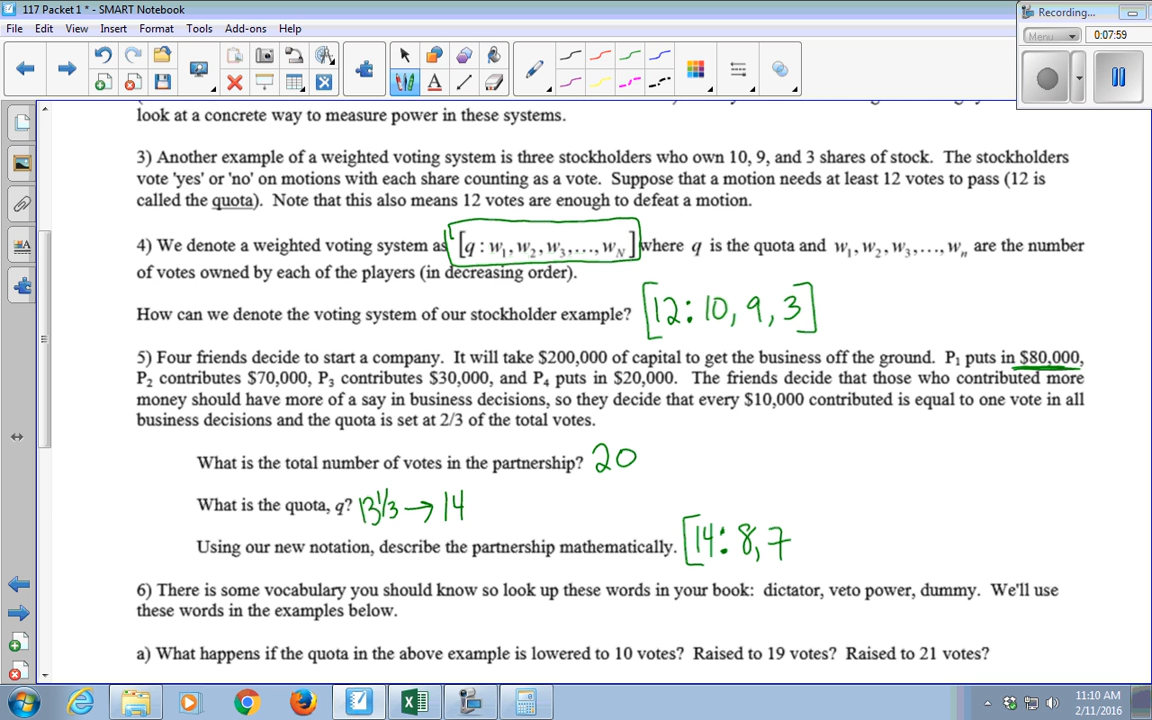 117 Packet 1 * - SMART Notebook
Recording...
File Edit View Insert Format Tools Add-ons Help
Menu
0:07:59
look at a concrete way to measure power in these systems.
3) Another example of a weighted voting system is three stockholders who own 10, 9, and 3 shares of stock. The stockholders
vote 'yes' or 'no' on motions with each share counting as a vote. Suppose that a motion needs at least 12 votes to pass (12 is
called the quota). Note that this also means 12 votes are enough to defeat a motion.
4) We denote a weighted voting system as [q : w₁, w₂, w₃,..., w_N] where q is the quota and w₁, w₂, w₃,..., wₙ are the number
of votes owned by each of the players (in decreasing order).
How can we denote the voting system of our stockholder example? [12: 10, 9, 3]
5) Four friends decide to start a company. It will take $200,000 of capital to get the business off the ground. P₁ puts in $80,000,
P₂ contributes $70,000, P₃ contributes $30,000, and P₄ puts in $20,000. The friends decide that those who contributed more
money should have more of a say in business decisions, so they decide that every $10,000 contributed is equal to one vote in all
business decisions and the quota is set at 2/3 of the total votes.
What is the total number of votes in the partnership? 20
What is the quota, q? 13 1/3 → 14
Using our new notation, describe the partnership mathematically. [14: 8, 7
6) There is some vocabulary you should know so look up these words in your book: dictator, veto power, dummy. We'll use
these words in the examples below.
a) What happens if the quota in the above example is lowered to 10 votes? Raised to 19 votes? Raised to 21 votes?
11:10 AM
2/11/2016